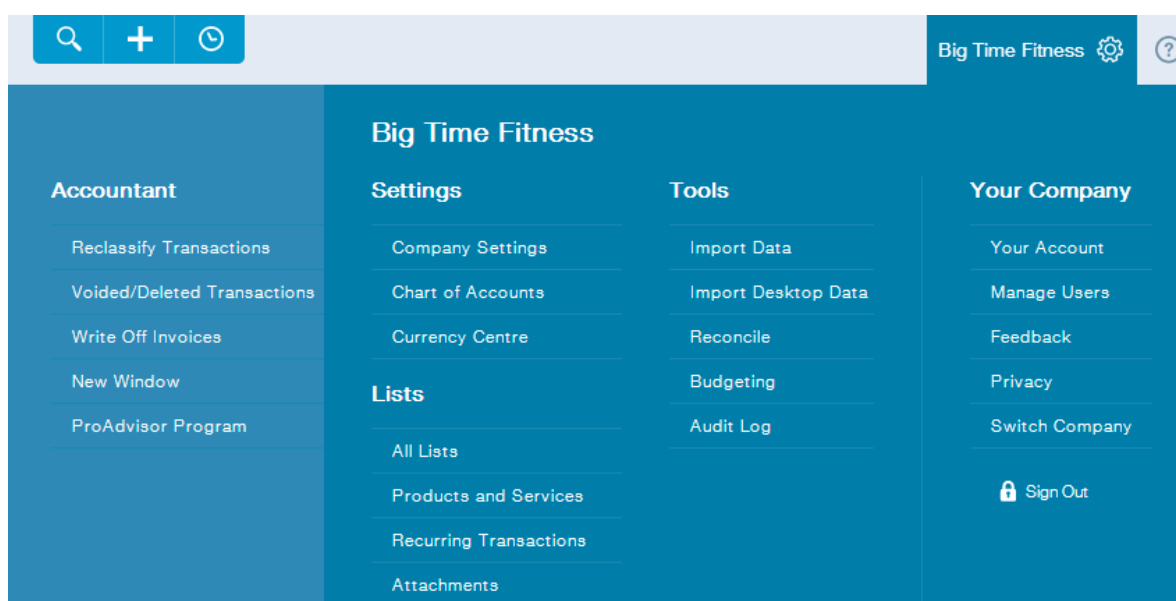 Big Time Fitness
?
Big Time Fitness
Accountant
Reclassify Transactions
Voided/Deleted Transactions
Write Off Invoices
New Window
ProAdvisor Program
Settings
Company Settings
Chart of Accounts
Currency Centre
Lists
All Lists
Products and Services
Recurring Transactions
Attachments
Tools
Import Data
Import Desktop Data
Reconcile
Budgeting
Audit Log
Your Company
Your Account
Manage Users
Feedback
Privacy
Switch Company
Sign Out